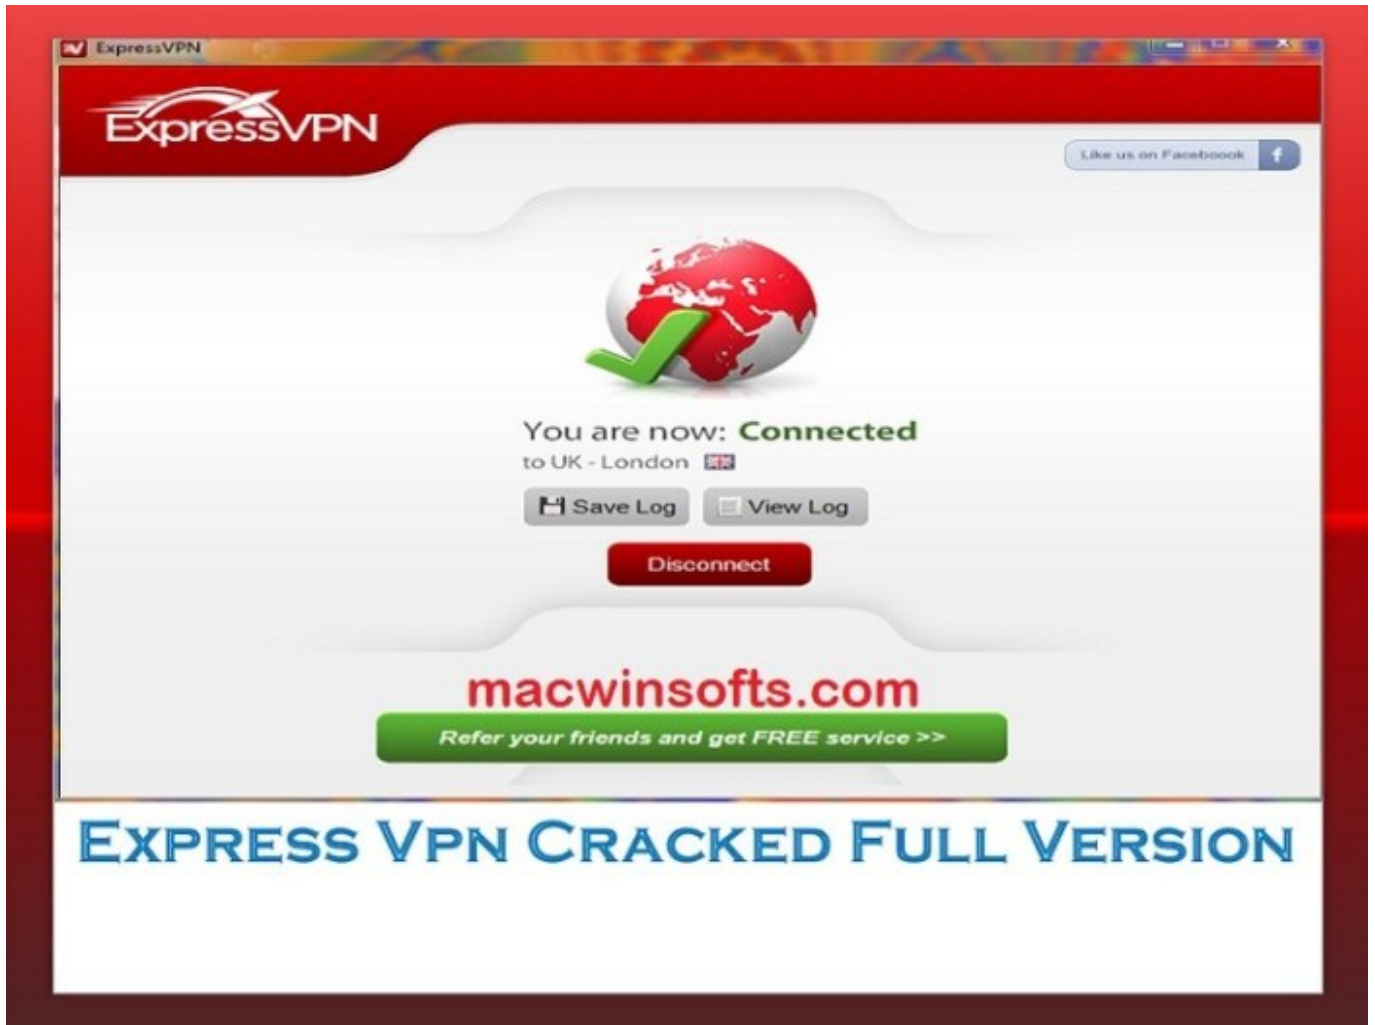 ExpressVPN
ExpressVPN
Like us on Faceboook f
You are now: Connected
to UK - London
Save Log View Log
Disconnect
macwinsofts.com
Refer your friends and get FREE service >>
EXPRESS VPN CRACKED FULL VERSION